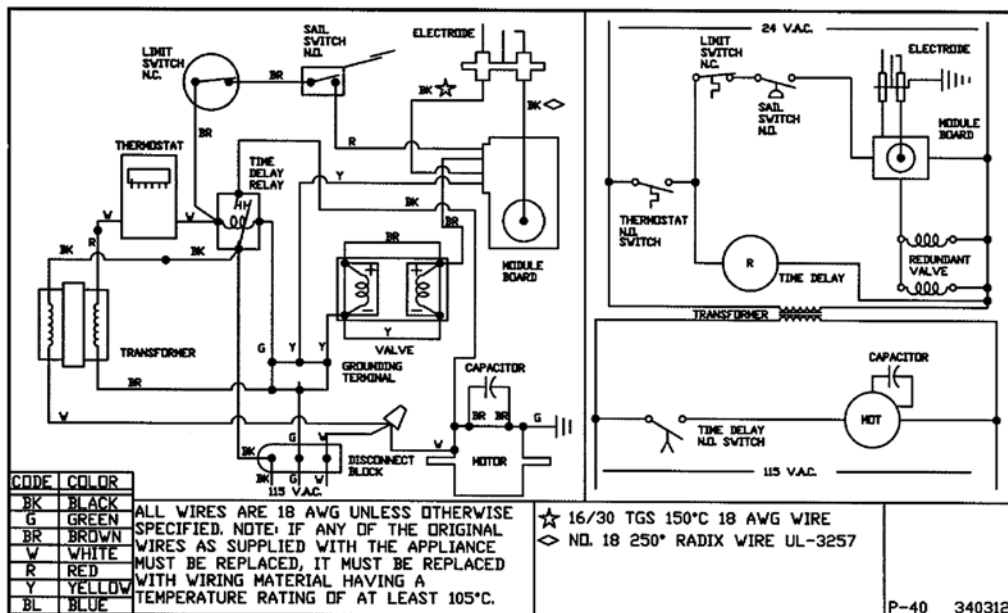 LIMIT
SWITCH
N.C.
SAIL
SWITCH
N.O.
ELECTRODE
BR
BK ☆
BK ◇
BR
R
THERMOSTAT
TIME
DELAY
RELAY
HH
Y
BK
W
W
R
BK
BK
BR
BR
MODULE
BOARD
+
+
-
-
Y
VALVE
TRANSFORMER
G
Y
Y
GROUNDING
TERMINAL
BR
CAPACITOR
BR
BR
G
W
W
G
W
BK
DISCONNECT
BLOCK
MOTOR
BK
G
W
115 V.A.C.
24 V.A.C.
LIMIT
SWITCH
N.C.
ELECTRODE
SAIL
SWITCH
N.O.
MODULE
BOARD
THERMOSTAT
N.O.
SWITCH
R
TIME DELAY
REDUNDANT
VALVE
TRANSFORMER
CAPACITOR
MOT
TIME DELAY
N.O. SWITCH
115 V.A.C.
CODE COLOR
BK BLACK
G GREEN
BR BROWN
W WHITE
R RED
Y YELLOW
BL BLUE
ALL WIRES ARE 18 AWG UNLESS OTHERWISE
SPECIFIED. NOTE: IF ANY OF THE ORIGINAL
WIRES AS SUPPLIED WITH THE APPLIANCE
MUST BE REPLACED, IT MUST BE REPLACED
WITH WIRING MATERIAL HAVING A
TEMPERATURE RATING OF AT LEAST 105°C.
☆ 16/30 TGS 150°C 18 AWG WIRE
◇ NO. 18 250° RADIX WIRE UL-3257
P-40 340312